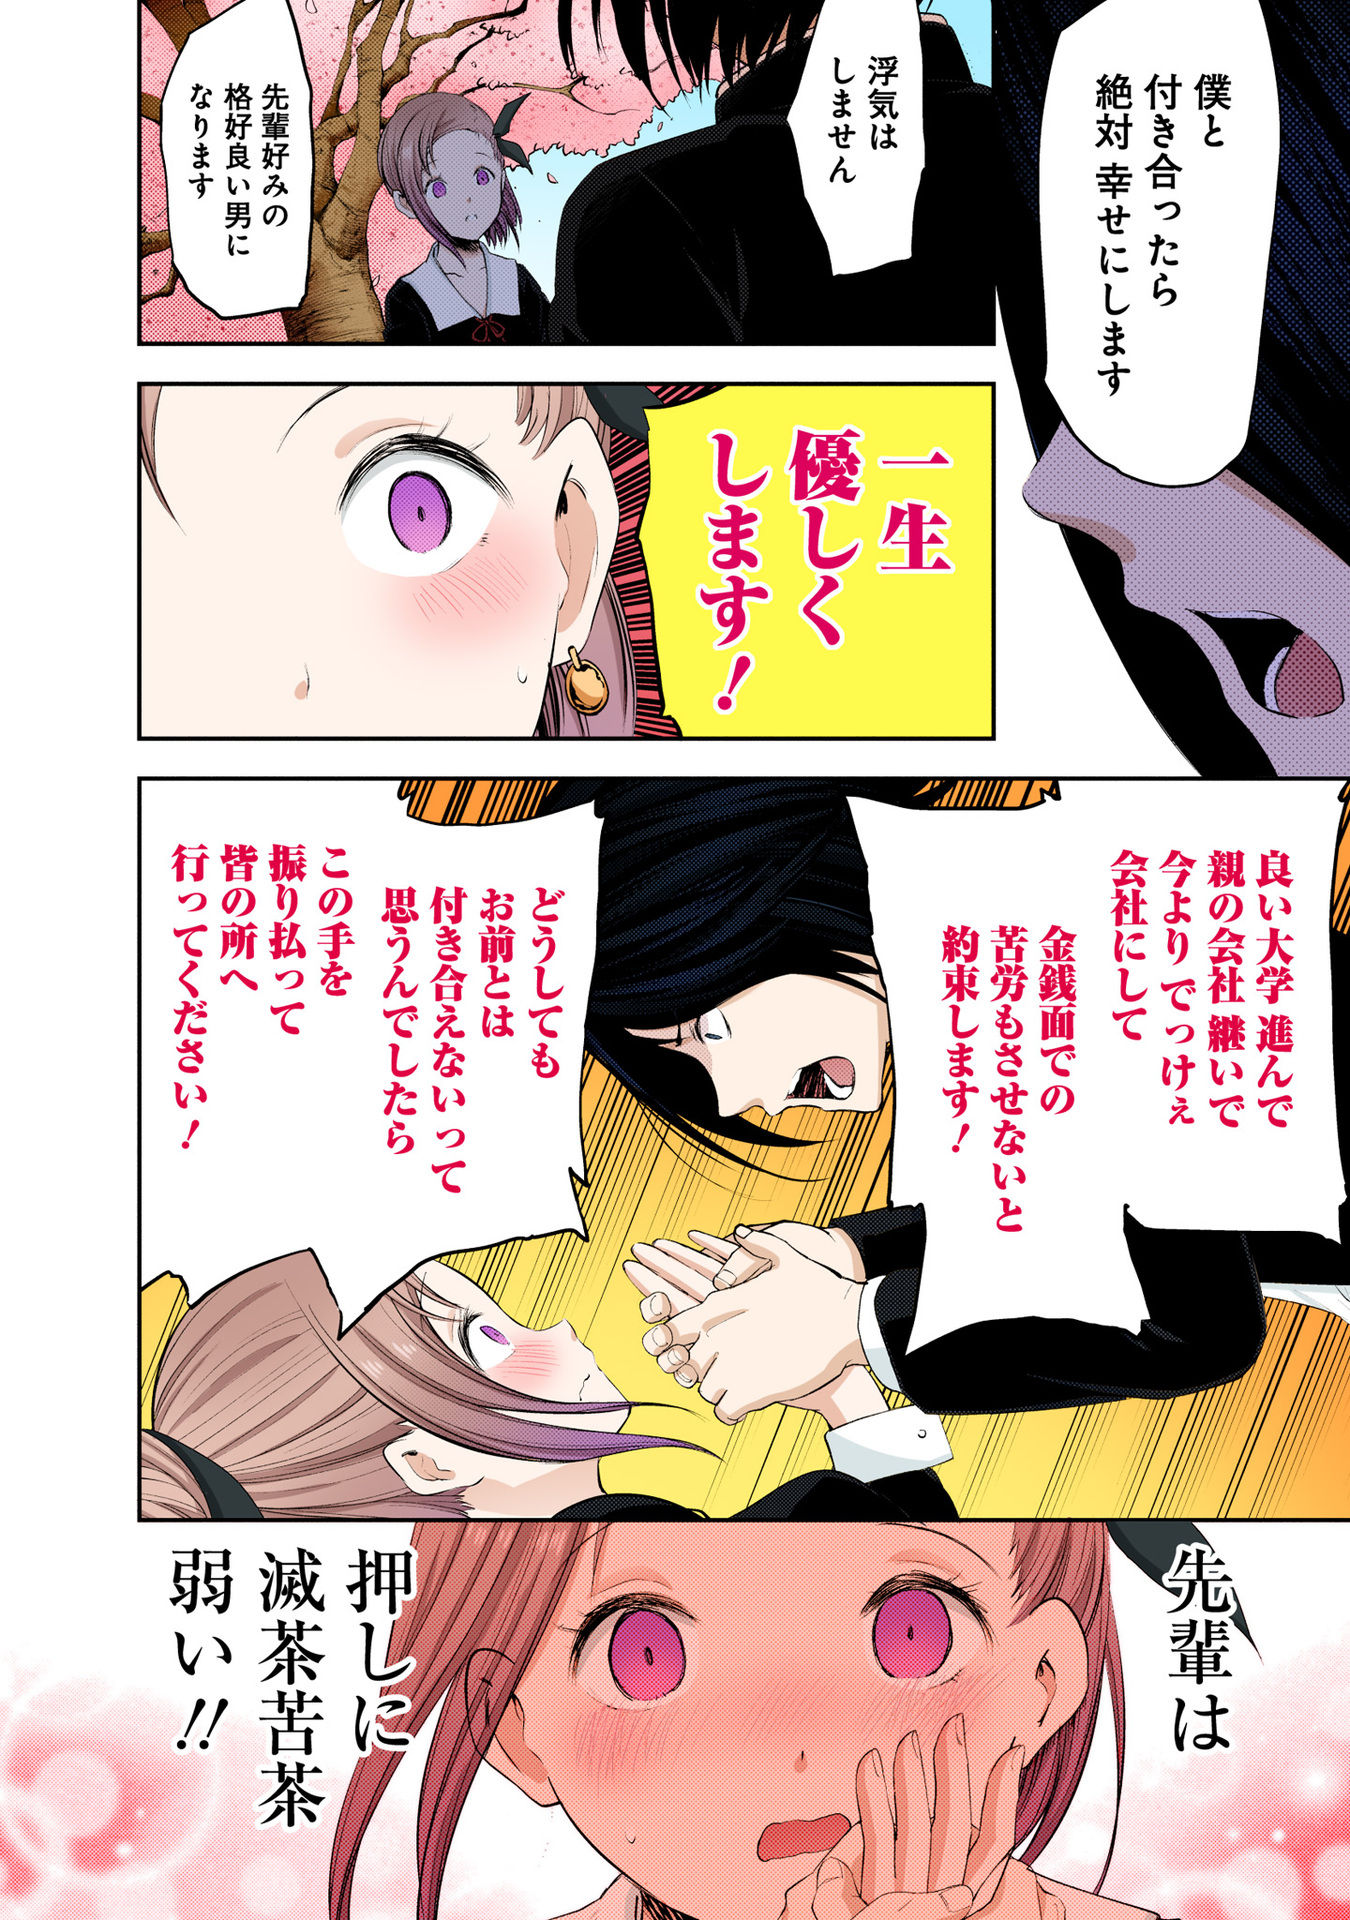 僕と
付き合ったら
絶対 幸せにします
浮気は
しません
先輩好みの
格好良い男に
なります
一生
優しく
します!
良い大学 進んで
親の会社 継いで
今より でっけぇ
会社にして
金銭面での
苦労もさせないと
約束します!
どうしても
お前とは
付き合えないって
思うんでしたら
この手を
振り払って
皆の所へ
行ってください!
先輩は
押しに
滅茶苦茶
弱い!!